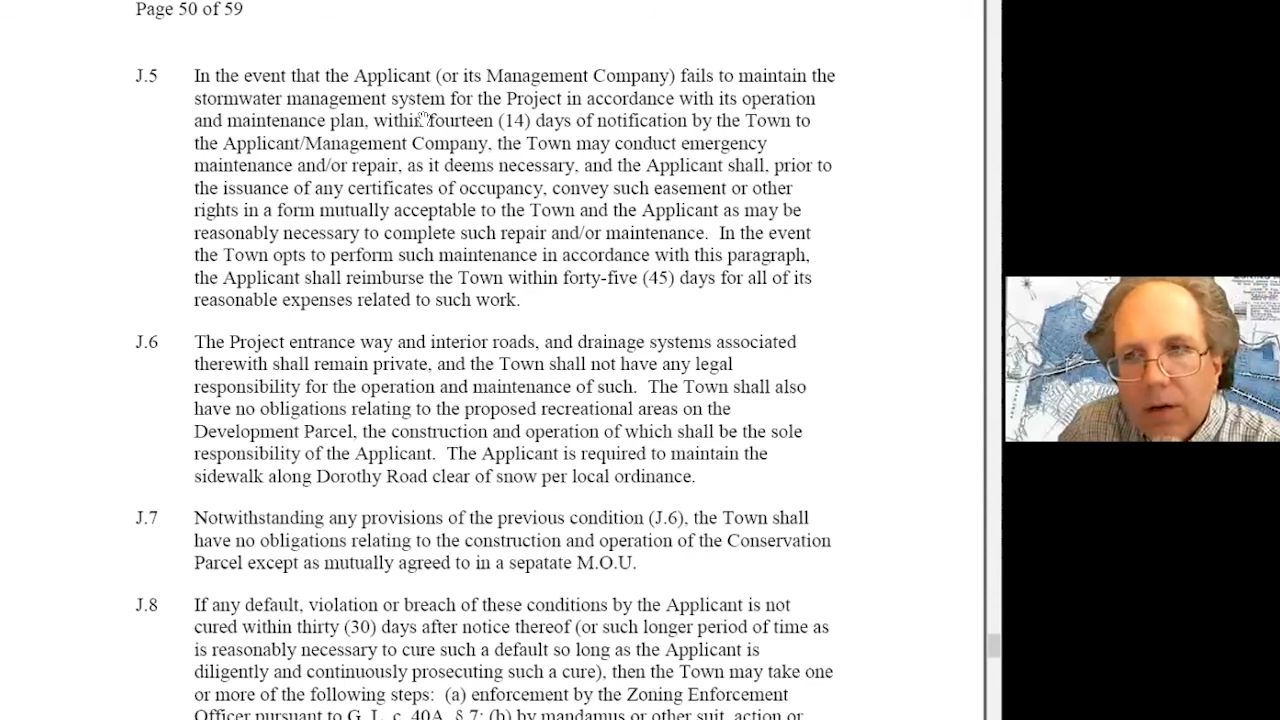 Page 50 of 59
J.5 In the event that the Applicant (or its Management Company) fails to maintain the
stormwater management system for the Project in accordance with its operation
and maintenance plan, within fourteen (14) days of notification by the Town to
the Applicant/Management Company, the Town may conduct emergency
maintenance and/or repair, as it deems necessary, and the Applicant shall, prior to
the issuance of any certificates of occupancy, convey such easement or other
rights in a form mutually acceptable to the Town and the Applicant as may be
reasonably necessary to complete such repair and/or maintenance. In the event
the Town opts to perform such maintenance in accordance with this paragraph,
the Applicant shall reimburse the Town within forty-five (45) days for all of its
reasonable expenses related to such work.
J.6 The Project entrance way and interior roads, and drainage systems associated
therewith shall remain private, and the Town shall not have any legal
responsibility for the operation and maintenance of such. The Town shall also
have no obligations relating to the proposed recreational areas on the
Development Parcel, the construction and operation of which shall be the sole
responsibility of the Applicant. The Applicant is required to maintain the
sidewalk along Dorothy Road clear of snow per local ordinance.
J.7 Notwithstanding any provisions of the previous condition (J.6), the Town shall
have no obligations relating to the construction and operation of the Conservation
Parcel except as mutually agreed to in a sepatate M.O.U.
J.8 If any default, violation or breach of these conditions by the Applicant is not
cured within thirty (30) days after notice thereof (or such longer period of time as
is reasonably necessary to cure such a default so long as the Applicant is
diligently and continuously prosecuting such a cure), then the Town may take one
or more of the following steps: (a) enforcement by the Zoning Enforcement
Officer pursuant to G. L. c. 40A, § 7; (b) by mandamus or other suit, action or